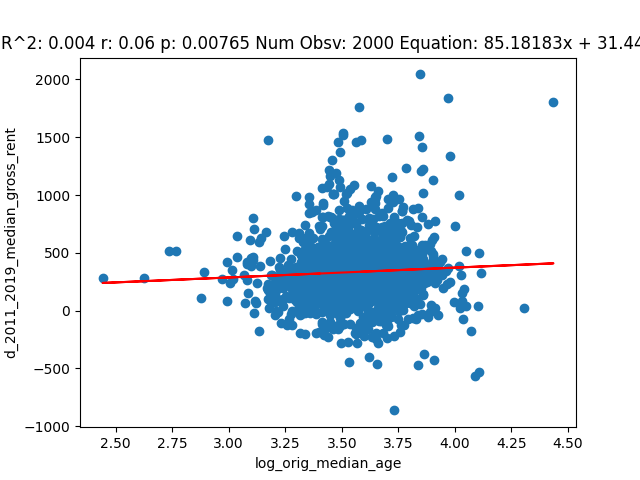 R^2: 0.004 r: 0.06 p: 0.00765 Num Obsv: 2000 Equation: 85.18183x + 31.44
2000
1500
1000
500
0
−500
−1000
d_2011_2019_median_gross_rent
2.50 2.75 3.00 3.25 3.50 3.75 4.00 4.25 4.50
log_orig_median_age